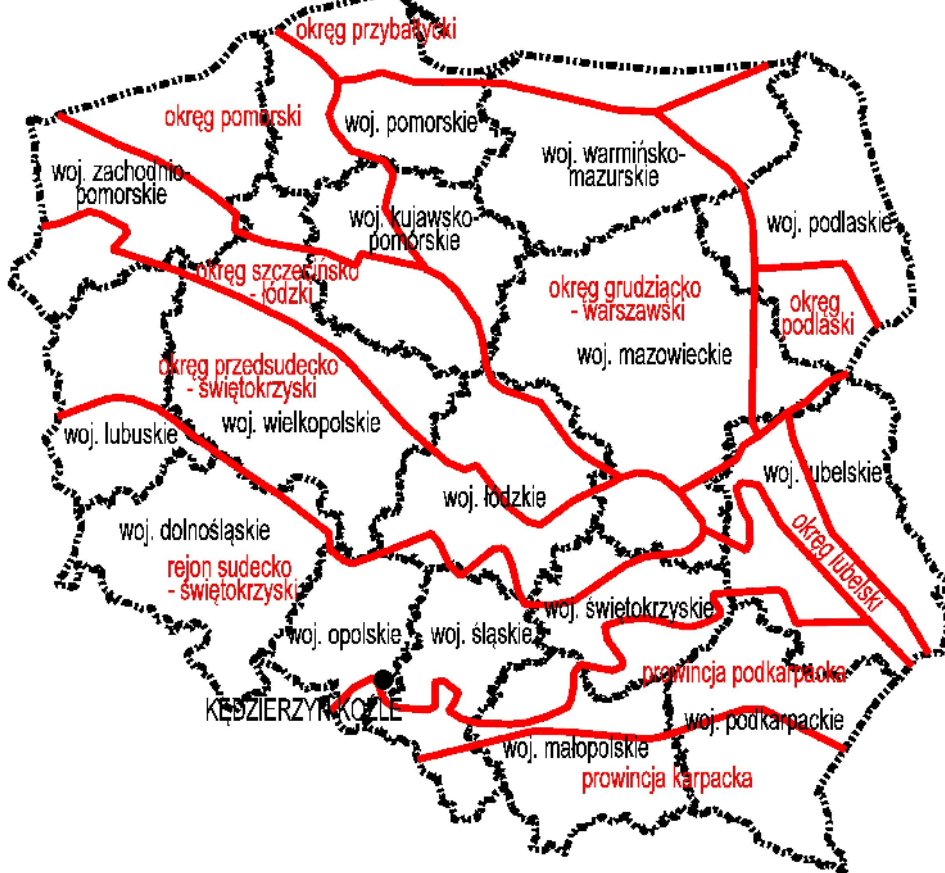 okręg przybałtycki
okręg pomorski
woj. pomorskie
woj. warmińsko-
mazurskie
woj. zachodnio-
pomorskie
woj. kujawsko-
pomorskie
woj. podlaskie
okręg szczecińsko
- łódzki
okręg grudziącko
- warszawski
okręg
podlaski
woj. mazowieckie
okręg przedsudecko
- świętokrzyski
woj. wielkopolskie
woj. lubuskie
woj. lubelskie
woj. łódzkie
woj. dolnośląskie
okręg lubelski
rejon sudecko
- świętokrzyski
woj. świętokrzyskie
woj. opolskie
woj. śląskie
prowincja podkarpacka
KĘDZIERZYN KOŹLE
woj. podkarpackie
woj. małopolskie
prowincja karpacka